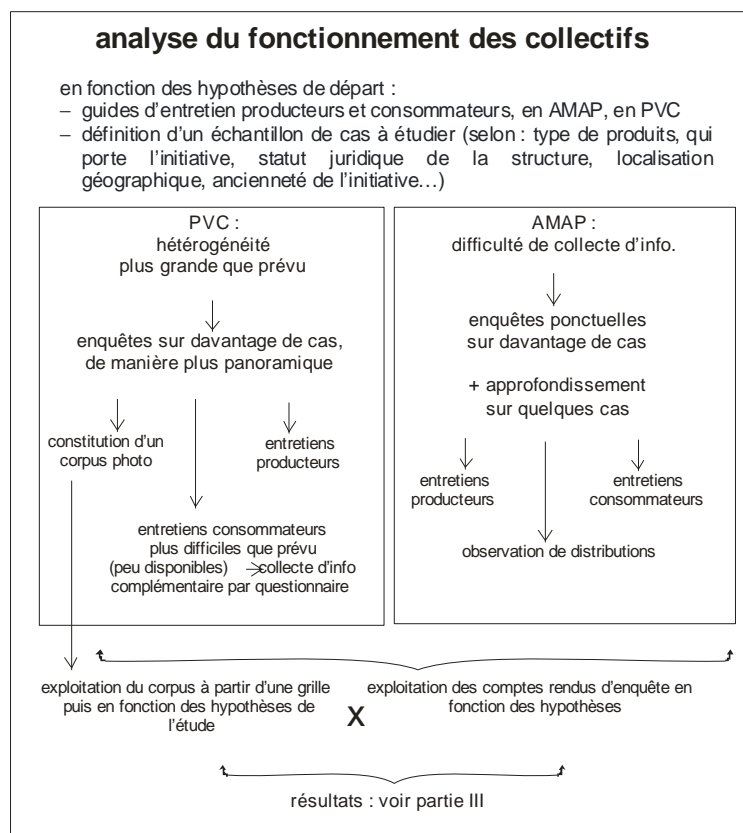 analyse du fonctionnement des collectifs
en fonction des hypothèses de départ :
– guides d'entretien producteurs et consommateurs, en AMAP, en PVC
– définition d'un échantillon de cas à étudier (selon : type de produits, qui
porte l'initiative, statut juridique de la structure, localisation
géographique, ancienneté de l'initiative…)
PVC :
hétérogénéité
plus grande que prévu
enquêtes sur davantage de cas,
de manière plus panoramique
constitution d'un
corpus photo
entretiens
producteurs
entretiens consommateurs
plus difficiles que prévu
(peu disponibles) → collecte d'info
complémentaire par questionnaire
AMAP :
difficulté de collecte d'info.
enquêtes ponctuelles
sur davantage de cas
+ approfondissement
sur quelques cas
entretiens
producteurs
entretiens
consommateurs
observation de distributions
exploitation du corpus à partir d'une grille
puis en fonction des hypothèses de
l'étude
X
exploitation des comptes rendus d'enquête en
fonction des hypothèses
résultats : voir partie III